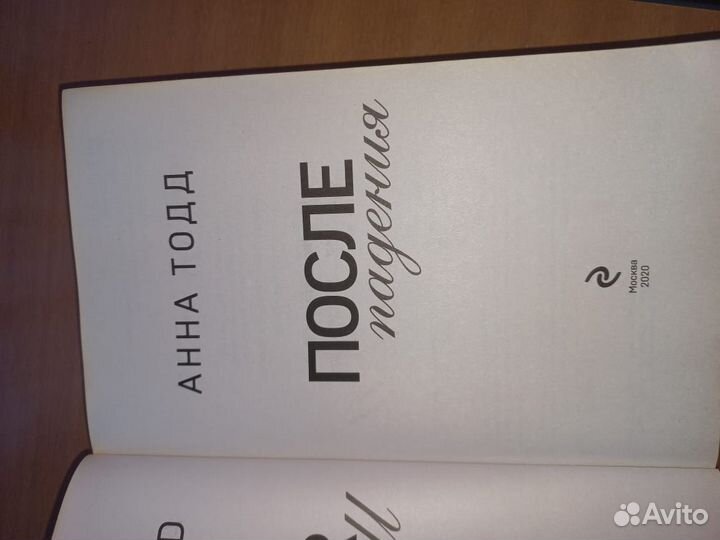 АННА ТОДД
ПОСЛЕ
падения
Москва
2020
Avito